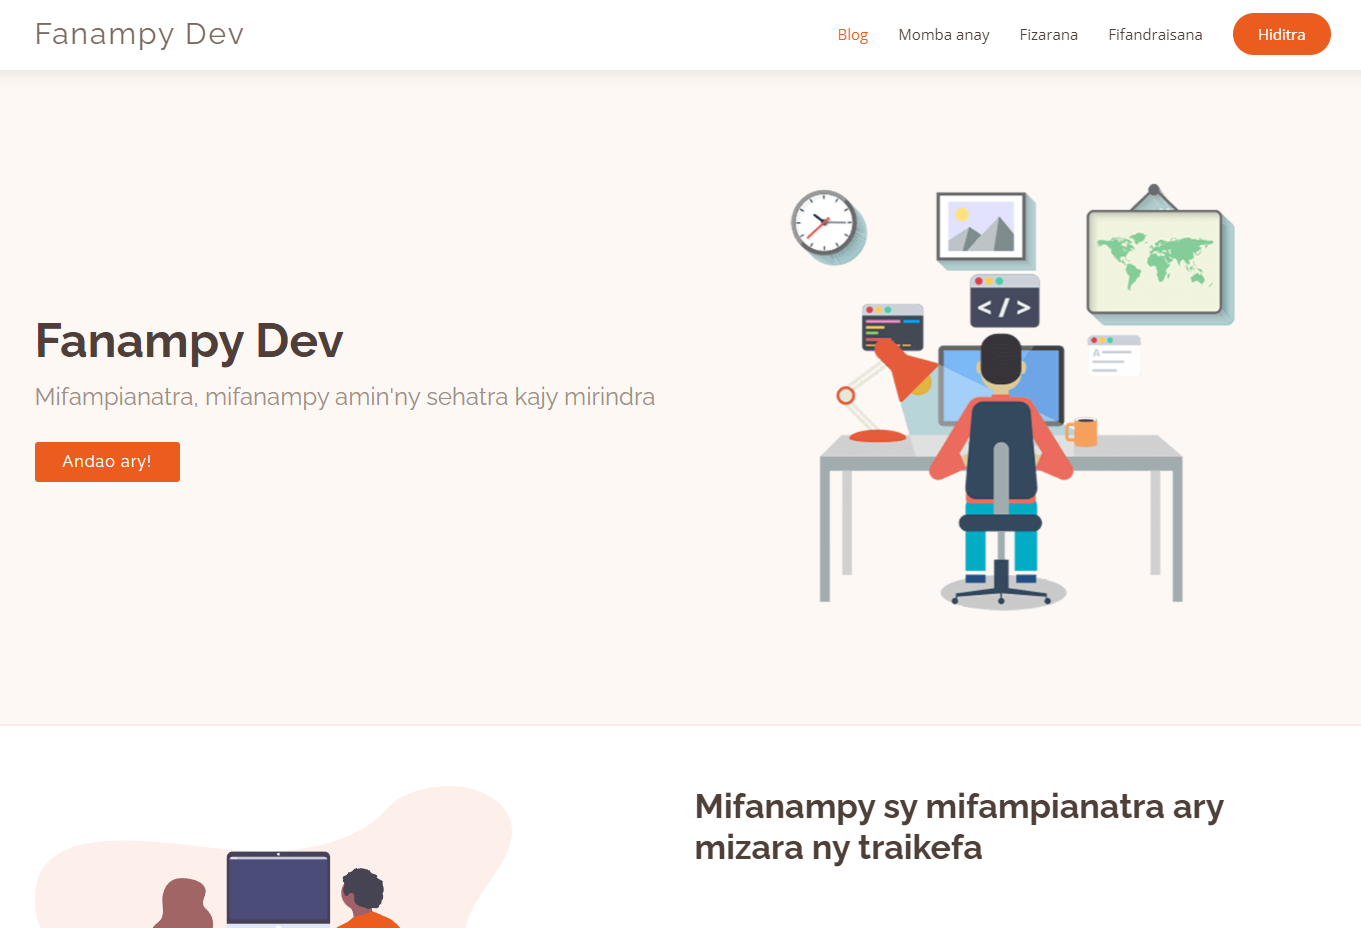 Fanampy Dev
Blog
Momba anay
Fizarana
Fifandraisana
Hiditra
Fanampy Dev
Mifampianatra, mifanampy amin'ny sehatra kajy mirindra
Andao ary!
</>
A
Mifanampy sy mifampianatra ary
mizara ny traikefa